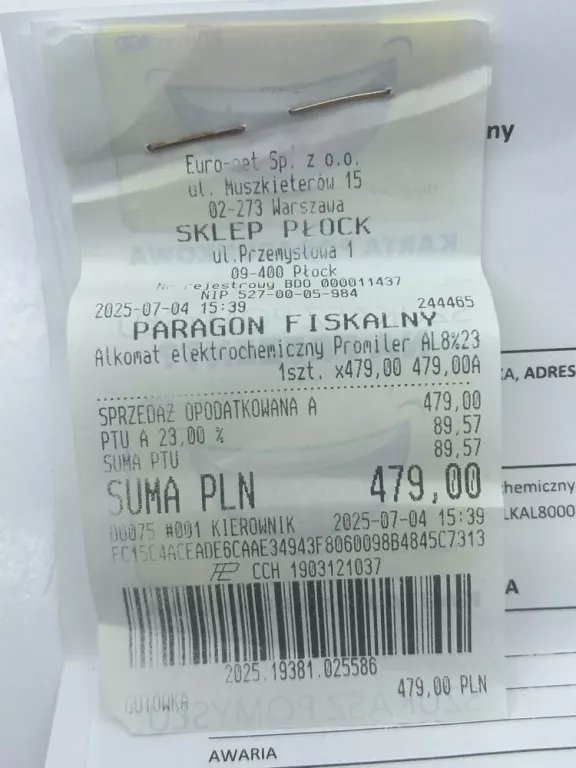 Euro-net Sp. z o.o.
ul. Muszkieterów 15
02-273 Warszawa
SKLEP PŁOCK
ul.Przemysłowa 1
09-400 Płock
Nr rejestrowy BDO 000011437
NIP 527-00-05-984
2025-07-04 15:39 244465
PARAGON FISKALNY
Alkomat elektrochemiczny Promiler AL8%23
1szt. x479,00 479,00A
SPRZEDAŻ OPODATKOWANA A 479,00
PTU A 23,00 % 89,57
SUMA PTU 89,57
SUMA PLN 479,00
00075 #001 KIEROWNIK 2025-07-04 15:39
FC15C4ACEADE6CAAE34943F8060098B4845C7313
CCH 1903121037
2025.19381.025586
GOTÓWKA 479,00 PLN
ny
A, ADRES
hemiczny
LKAL8000
A
AWARIA